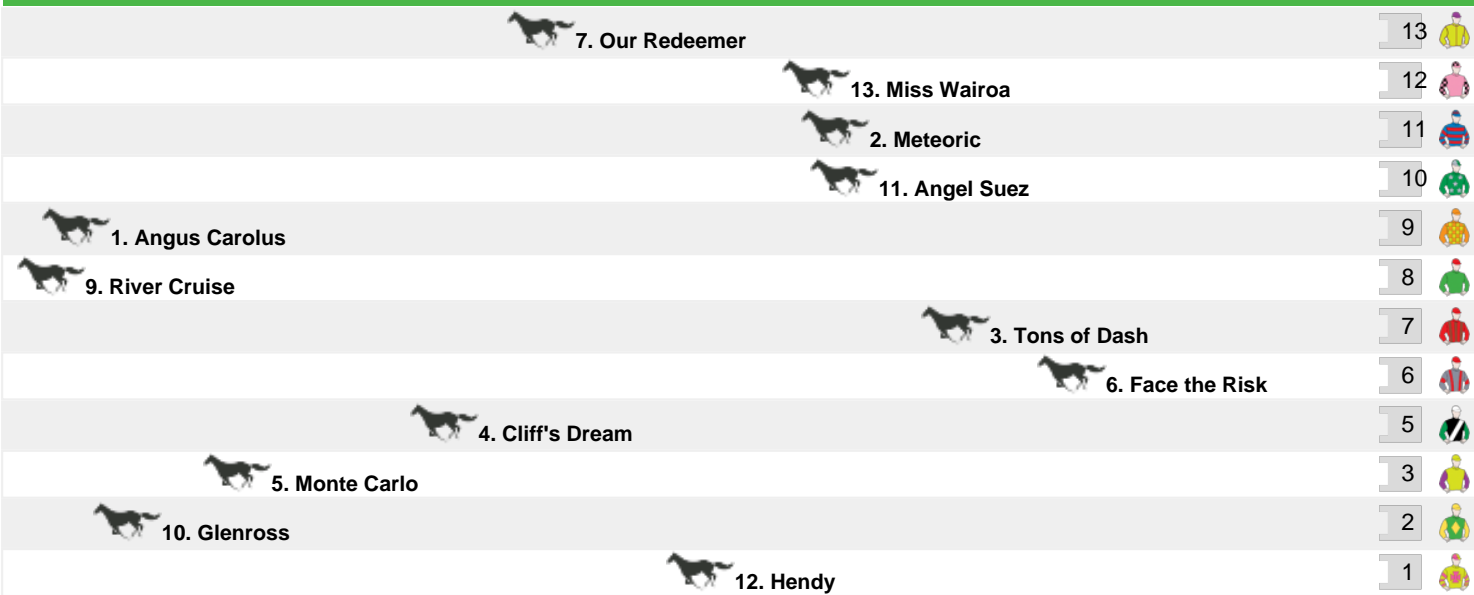 7. Our Redeemer 13
13. Miss Wairoa 12
2. Meteoric 11
11. Angel Suez 10
1. Angus Carolus 9
9. River Cruise 8
3. Tons of Dash 7
6. Face the Risk 6
4. Cliff's Dream 5
5. Monte Carlo 3
10. Glenross 2
12. Hendy 1